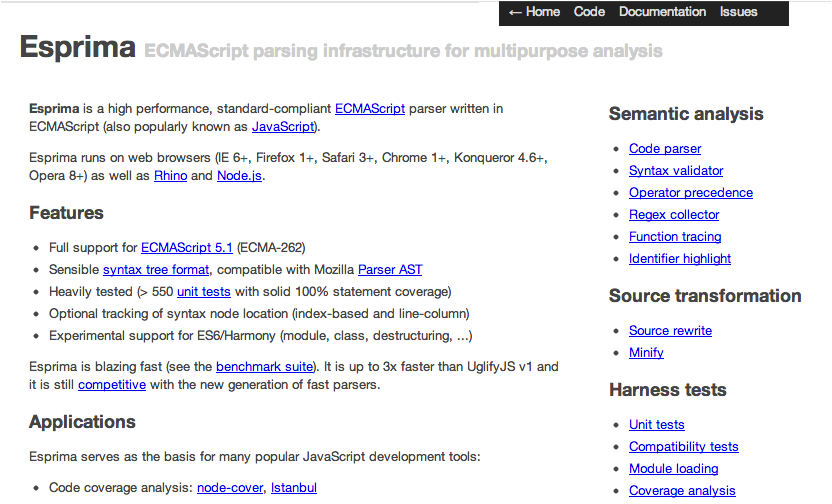 ← Home Code Documentation Issues
Esprima ECMAScript parsing infrastructure for multipurpose analysis
Esprima is a high performance, standard-compliant ECMAScript parser written in
ECMAScript (also popularly known as JavaScript).
Esprima runs on web browsers (IE 6+, Firefox 1+, Safari 3+, Chrome 1+, Konqueror 4.6+,
Opera 8+) as well as Rhino and Node.js.
Features
• Full support for ECMAScript 5.1 (ECMA-262)
• Sensible syntax tree format, compatible with Mozilla Parser AST
• Heavily tested (> 550 unit tests with solid 100% statement coverage)
• Optional tracking of syntax node location (index-based and line-column)
• Experimental support for ES6/Harmony (module, class, destructuring, ...)
Esprima is blazing fast (see the benchmark suite). It is up to 3x faster than UglifyJS v1 and
it is still competitive with the new generation of fast parsers.
Applications
Esprima serves as the basis for many popular JavaScript development tools:
• Code coverage analysis: node-cover, Istanbul
Semantic analysis
• Code parser
• Syntax validator
• Operator precedence
• Regex collector
• Function tracing
• Identifier highlight
Source transformation
• Source rewrite
• Minify
Harness tests
• Unit tests
• Compatibility tests
• Module loading
• Coverage analysis